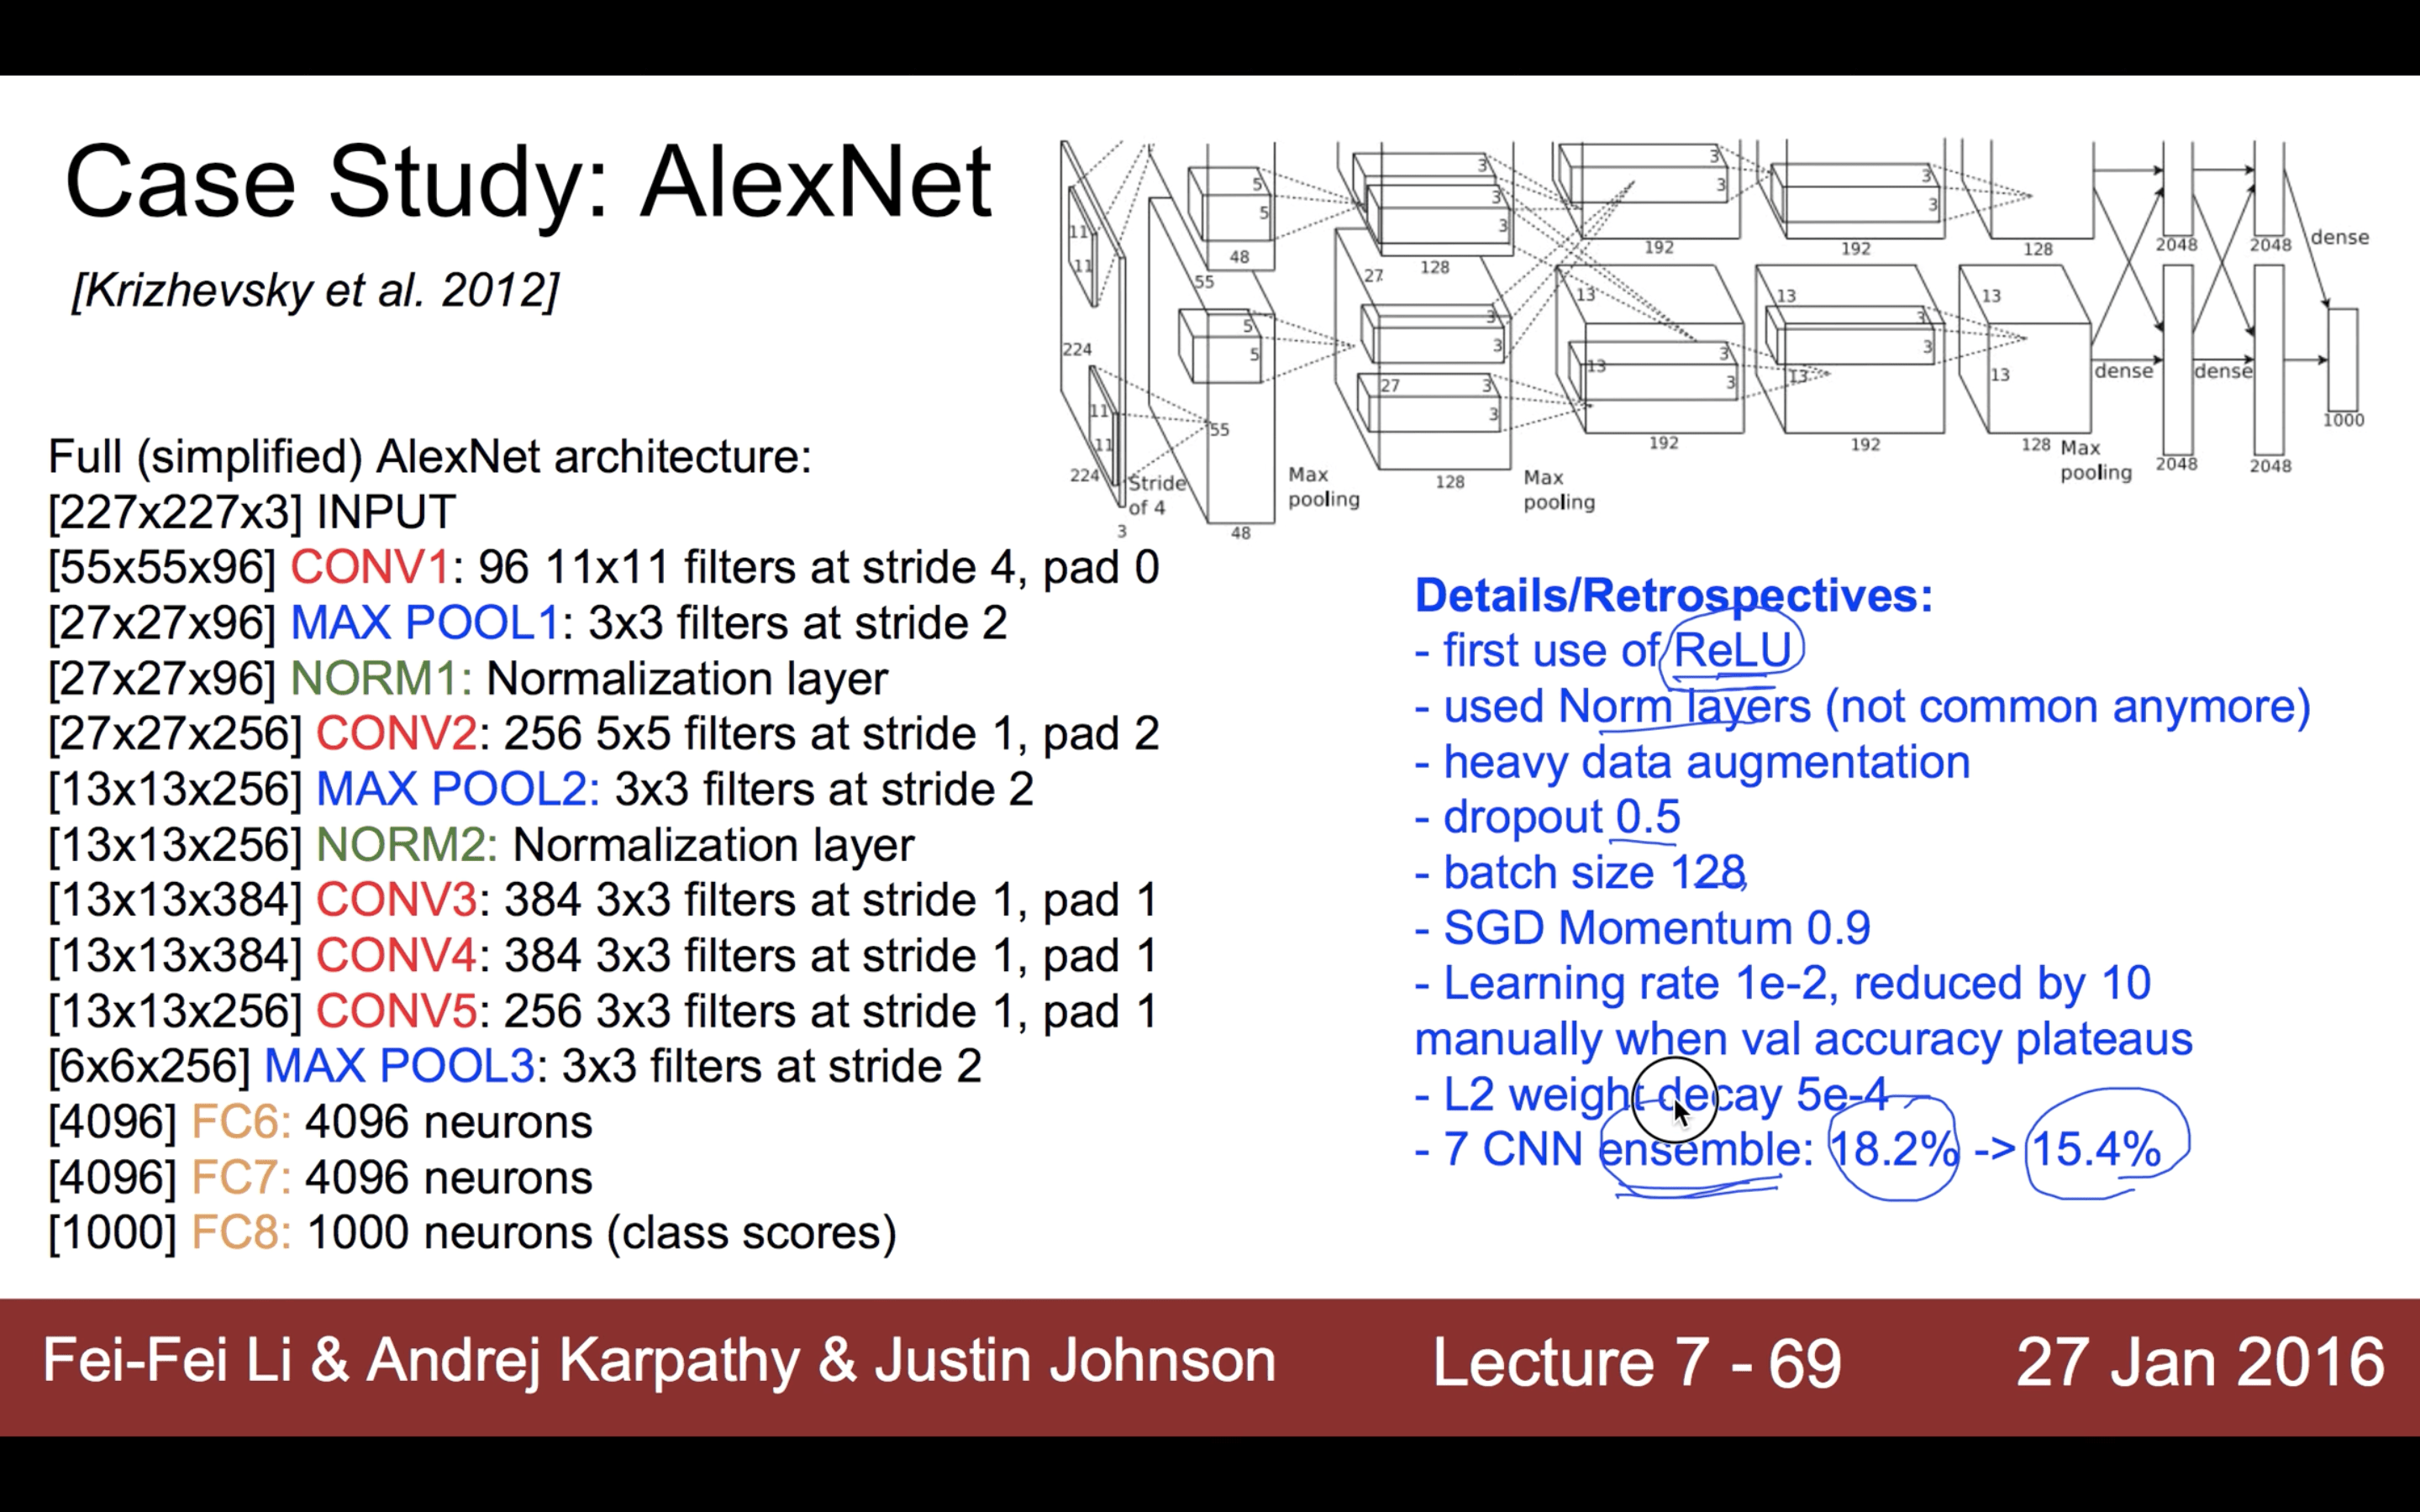 Case Study: AlexNet
[Krizhevsky et al. 2012]
11
11
224
11
11
224
3
Stride
of 4
5
5
48
55
5
5
55
48
Max
pooling
3
3
3
128
27
3
3
27
3
3
128
Max
pooling
3
3
192
13
13
3
3
192
3
3
192
13
3
3
13
192
128
13
13
128
Max
pooling
2048
2048
dense
dense
dense
2048
2048
1000
Full (simplified) AlexNet architecture:
[227x227x3] INPUT
[55x55x96] CONV1: 96 11x11 filters at stride 4, pad 0
[27x27x96] MAX POOL1: 3x3 filters at stride 2
[27x27x96] NORM1: Normalization layer
[27x27x256] CONV2: 256 5x5 filters at stride 1, pad 2
[13x13x256] MAX POOL2: 3x3 filters at stride 2
[13x13x256] NORM2: Normalization layer
[13x13x384] CONV3: 384 3x3 filters at stride 1, pad 1
[13x13x384] CONV4: 384 3x3 filters at stride 1, pad 1
[13x13x256] CONV5: 256 3x3 filters at stride 1, pad 1
[6x6x256] MAX POOL3: 3x3 filters at stride 2
[4096] FC6: 4096 neurons
[4096] FC7: 4096 neurons
[1000] FC8: 1000 neurons (class scores)
Details/Retrospectives:
- first use of ReLU
- used Norm layers (not common anymore)
- heavy data augmentation
- dropout 0.5
- batch size 128
- SGD Momentum 0.9
- Learning rate 1e-2, reduced by 10
manually when val accuracy plateaus
- L2 weight decay 5e-4
- 7 CNN ensemble: 18.2% -> 15.4%
Fei-Fei Li & Andrej Karpathy & Justin Johnson
Lecture 7 - 69
27 Jan 2016